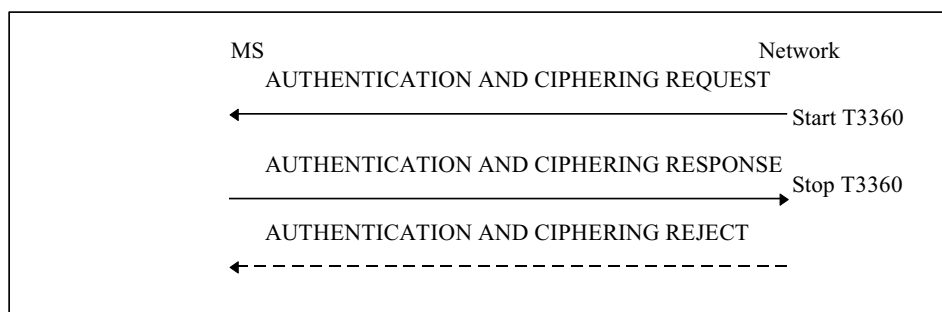 MS Network
AUTHENTICATION AND CIPHERING REQUEST
Start T3360
AUTHENTICATION AND CIPHERING RESPONSE
Stop T3360
AUTHENTICATION AND CIPHERING REJECT